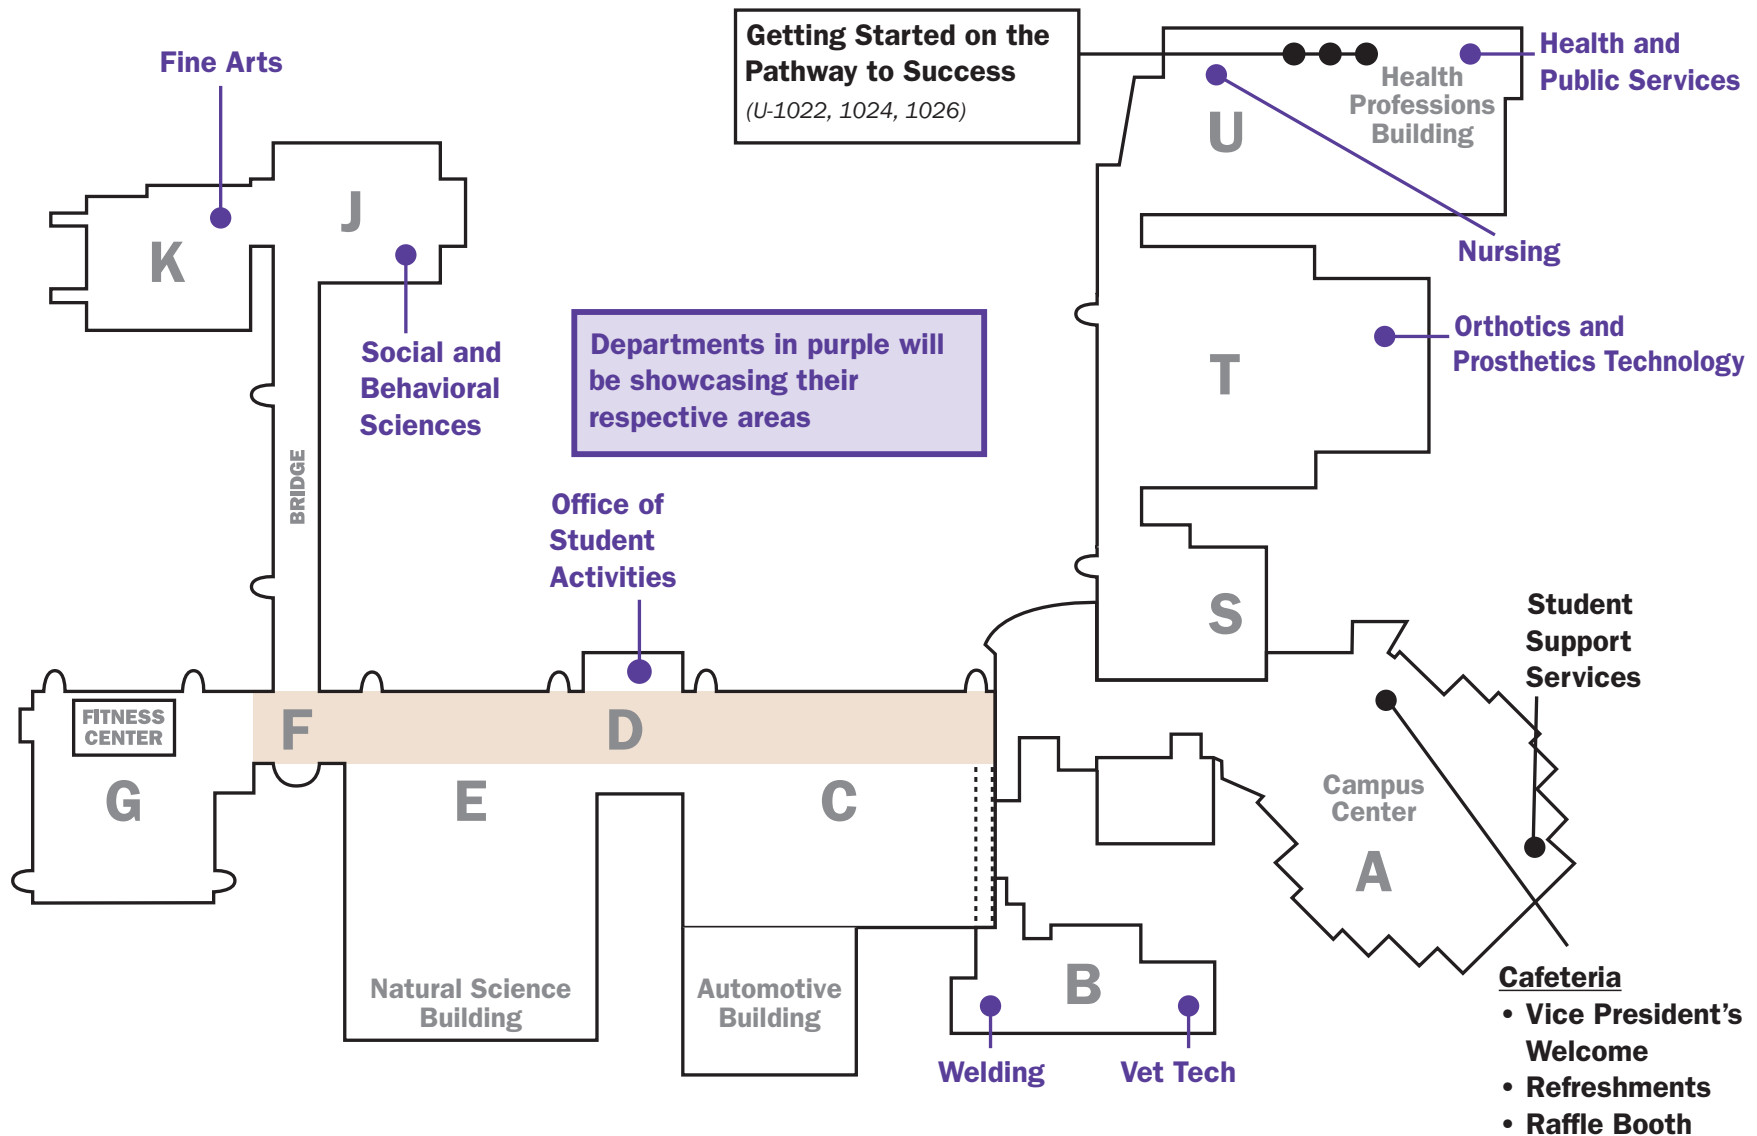 Getting Started on the
Pathway to Success
(U-1022, 1024, 1026)
Health and
Public Services
Health
Professions
Building
U
Nursing
Fine Arts
J
K
Social and
Behavioral
Sciences
BRIDGE
Departments in purple will
be showcasing their
respective areas
Orthotics and
Prosthetics Technology
T
Office of
Student
Activities
S
Student
Support
Services
FITNESS
CENTER
F
D
G
E
C
Campus
Center
A
Natural Science
Building
Automotive
Building
B
Welding
Vet Tech
Cafeteria
• Vice President’s
Welcome
• Refreshments
• Raffle Booth